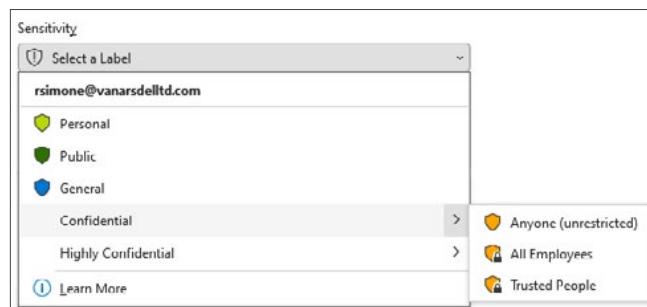 Sensitivity
Select a Label
rsimone@vanarsdelltd.com
Personal
Public
General
Confidential
Highly Confidential
Learn More
Anyone (unrestricted)
All Employees
Trusted People